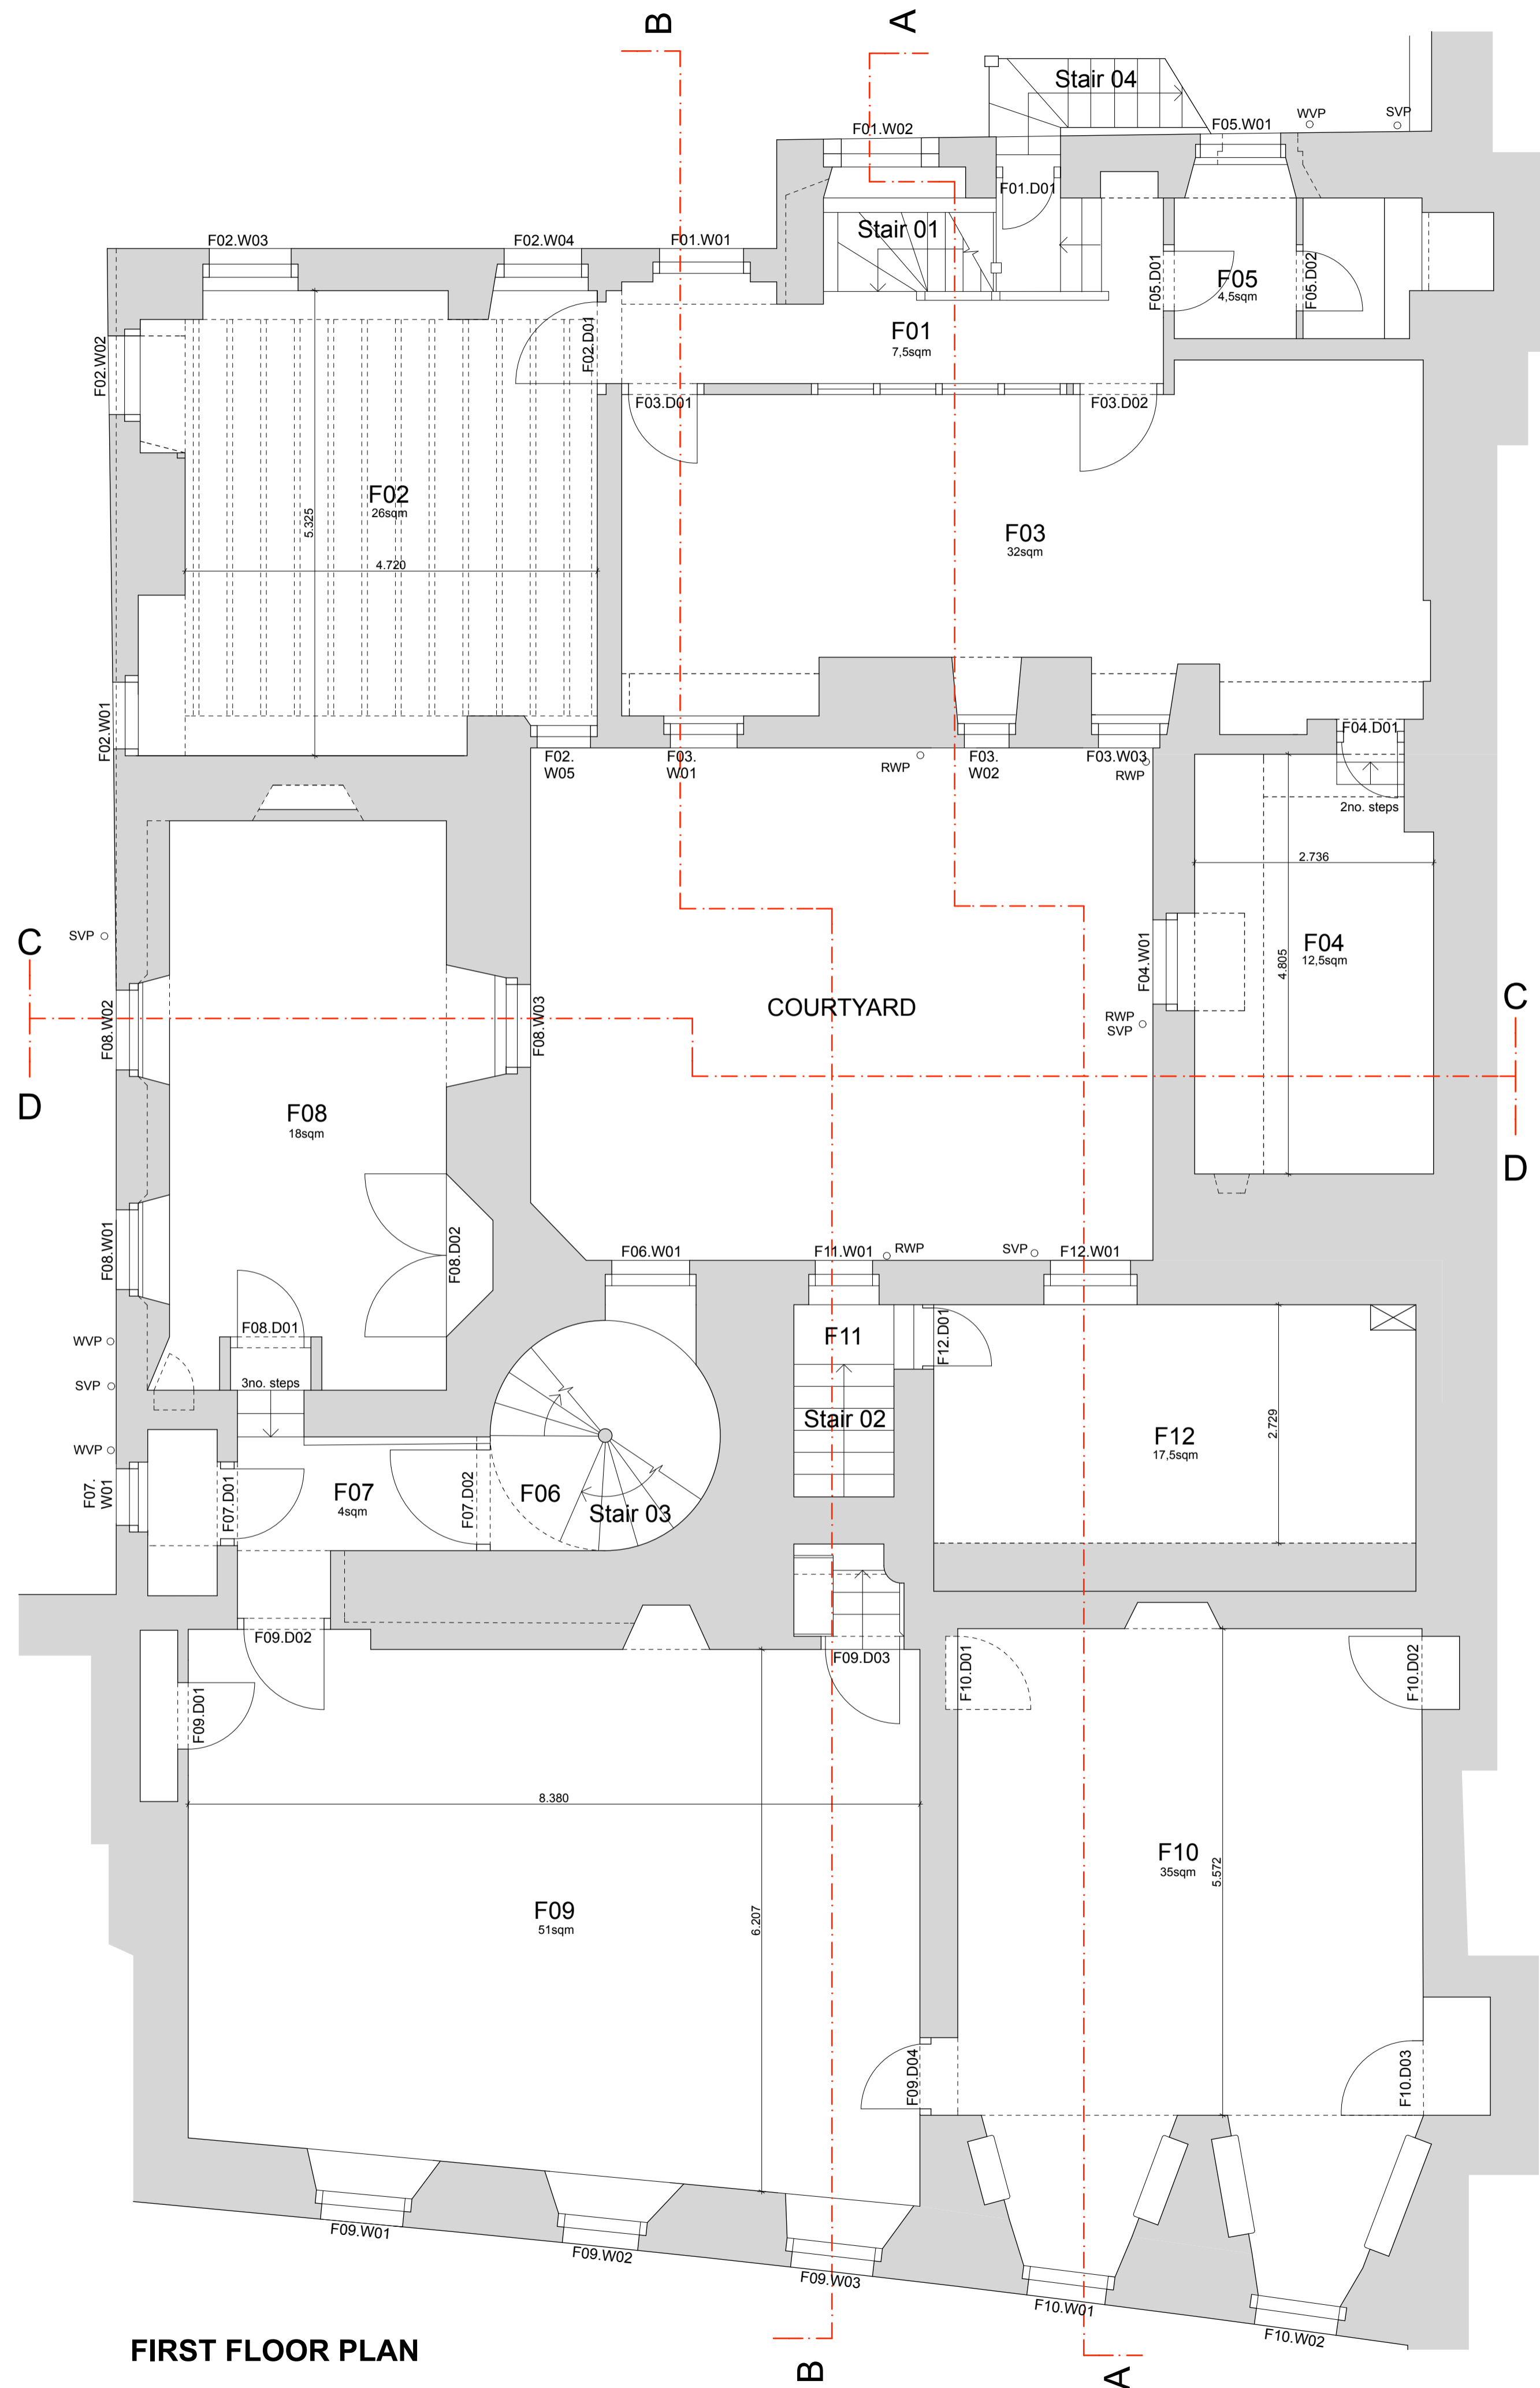 B
A
Stair 04
F01.W02
F05.W01
WVP
SVP
F01.D01
Stair 01
F02.W03
F02.W04
F01.W01
F05.D01
F05
4,5sqm
F05.D02
F02.W02
F02.D01
F01
7,5sqm
F03.D01
F03.D02
F02
26sqm
5.325
4.720
F03
32sqm
F02.W01
F02.
W05
F03.
W01
RWP
F03.
W02
F03.W03
RWP
F04.D01
2no. steps
2.736
C
SVP
F04.W01
4.805
F04
12,5sqm
C
F08.W02
F08.W03
COURTYARD
RWP
SVP
D
F08
18sqm
D
F08.W01
F08.D02
F06.W01
F11.W01
RWP
SVP
F12.W01
WVP
F08.D01
F11
F12.D01
SVP
3no. steps
Stair 02
2.729
F12
17,5sqm
WVP
F07.
W01
F07.D01
F07
4sqm
F07.D02
F06
Stair 03
F09.D02
F09.D03
F10.D01
F10.D02
F09.D01
8.380
F10
35sqm
5.572
F09
51sqm
6.207
F09.D04
F10.D03
F09.W01
F09.W02
F09.W03
F10.W01
F10.W02
FIRST FLOOR PLAN
B
A